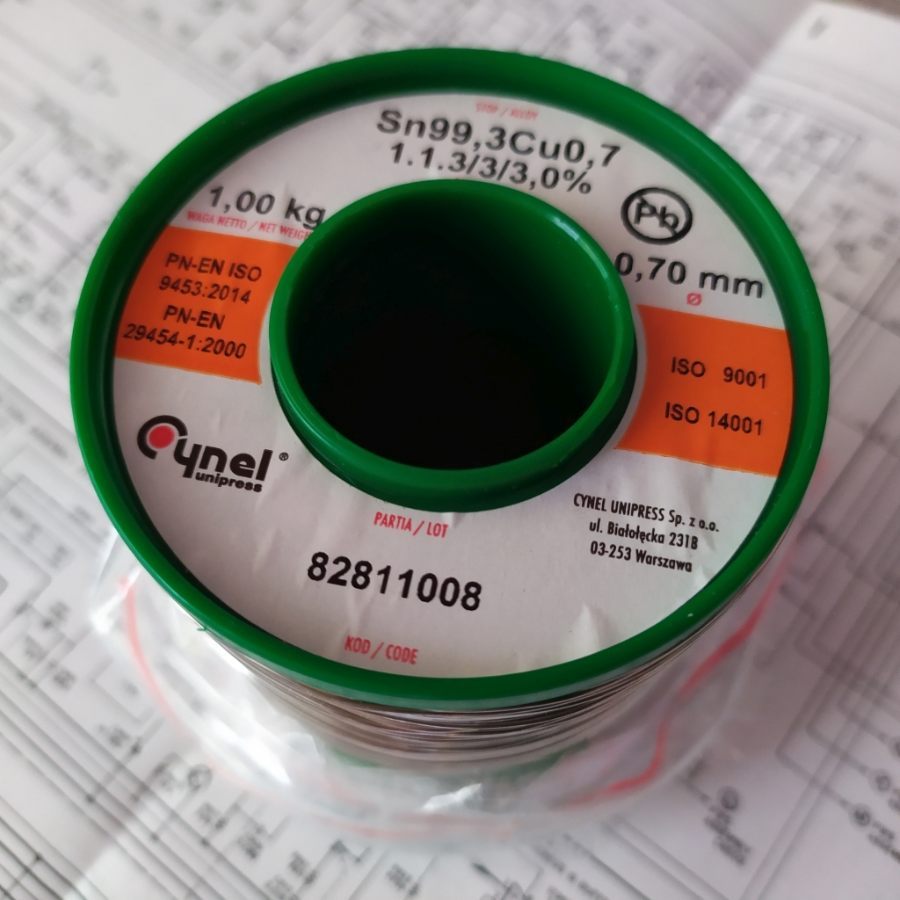 STOP / ALLOY
Sn99,3Cu0,7
1.1.3/3/3,0%
1,00 kg
WAGA NETTO / NET WEIGHT
Pb
0,70 mm
Ø
PN-EN ISO
9453:2014
PN-EN
29454-1:2000
ISO 9001
ISO 14001
Cynel®
unipress
CYNEL UNIPRESS Sp. z o.o.
ul. Białołęcka 231B
03-253 Warszawa
PARTIA / LOT
82811008
KOD / CODE